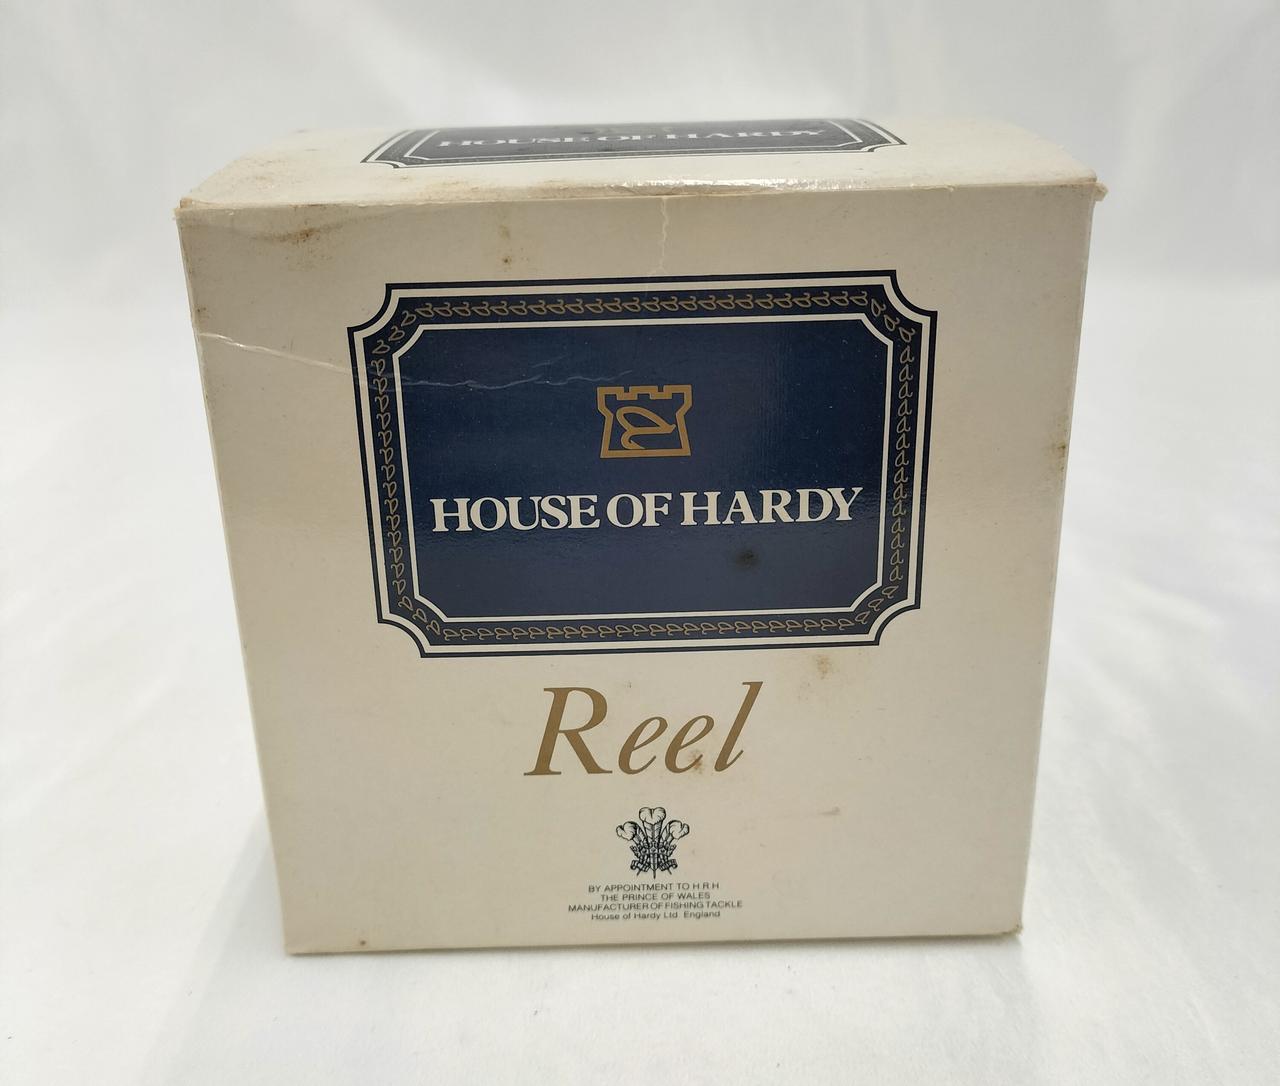 HOUSE OF HARDY
HOUSE OF HARDY
Reel
BY APPOINTMENT TO H.R.H
THE PRINCE OF WALES
MANUFACTURER OF FISHING TACKLE
House of Hardy Ltd England